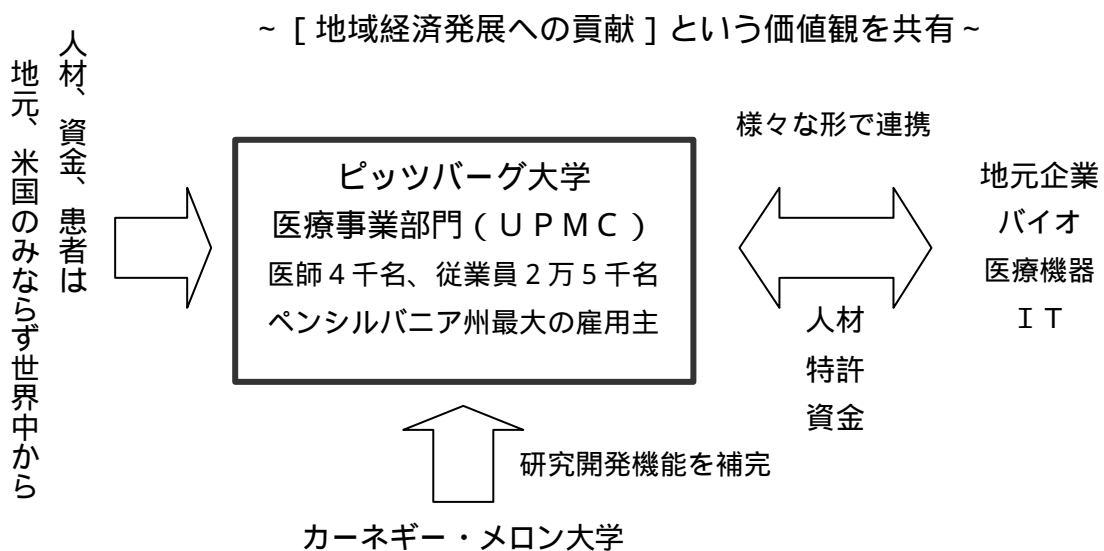 ~ [ 地域経済発展への貢献 ] という価値観を共有 ~
人材、資金、患者は
地元、米国のみならず世界中から
ピッツバーグ大学
医療事業部門 ( ＵＰＭＣ )
医師４千名、従業員２万５千名
ペンシルバニア州最大の雇用主
様々な形で連携
人材
特許
資金
地元企業
バイオ
医療機器
ＩＴ
研究開発機能を補完
カーネギー・メロン大学